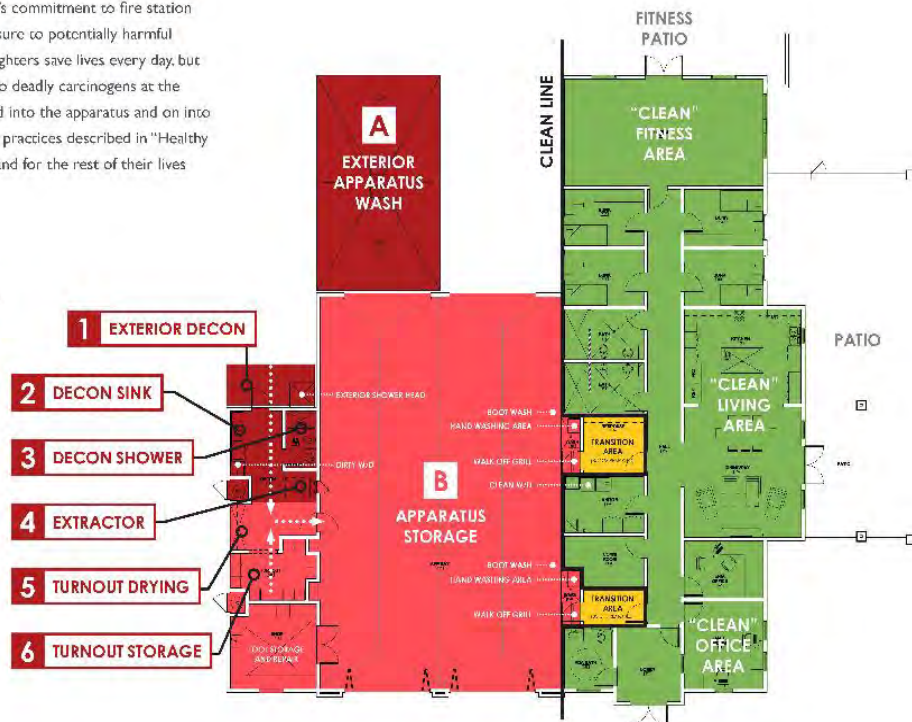 's commitment to fire station
sure to potentially harmful
ghters save lives every day, but
o deadly carcinogens at the
d into the apparatus and on into
practices described in "Healthy
and for the rest of their lives
FITNESS
PATIO
CLEAN LINE
"CLEAN"
FITNESS
AREA
A
EXTERIOR
APPARATUS
WASH
1 EXTERIOR DECON
2 DECON SINK
3 DECON SHOWER
4 EXTRACTOR
5 TURNOUT DRYING
6 TURNOUT STORAGE
EXTERIOR SHOWER HEAD
DIRTY W/D
TOOL STORAGE
AND REPAIR
B
APPARATUS
STORAGE
BOOT WASH
HAND WASHING AREA
WALK OFF GRILL
CLEAN W/D
BOOT WASH
HAND WASHING AREA
WALK OFF GRILL
TRANSITION
AREA
TRANSITION
AREA
KITCHEN
"CLEAN"
LIVING
AREA
PATIO
PATIO
"CLEAN"
OFFICE
AREA
LOBBY